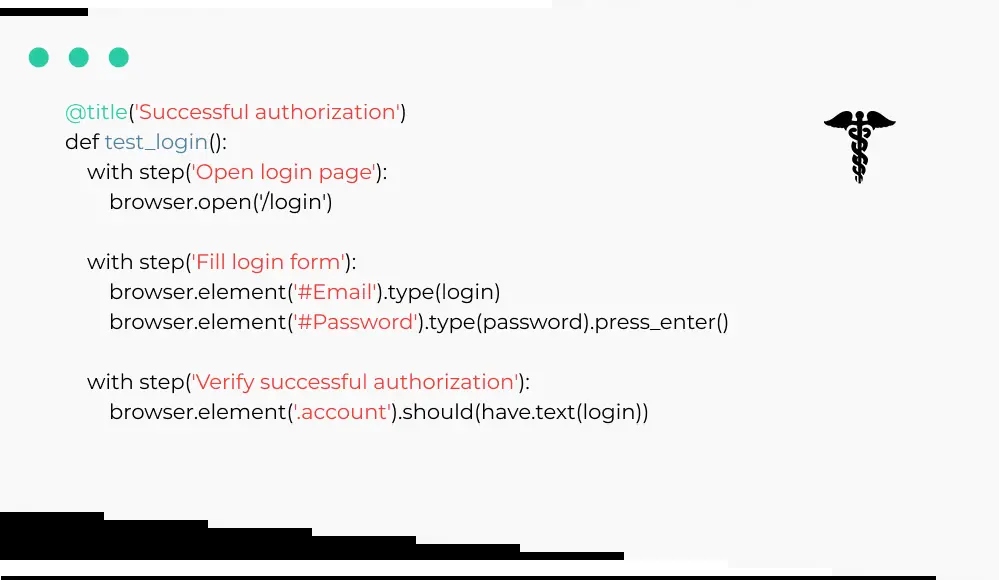 @title('Successful authorization')
def test_login():
with step('Open login page'):
browser.open('/login')
with step('Fill login form'):
browser.element('#Email').type(login)
browser.element('#Password').type(password).press_enter()
with step('Verify successful authorization'):
browser.element('.account').should(have.text(login))